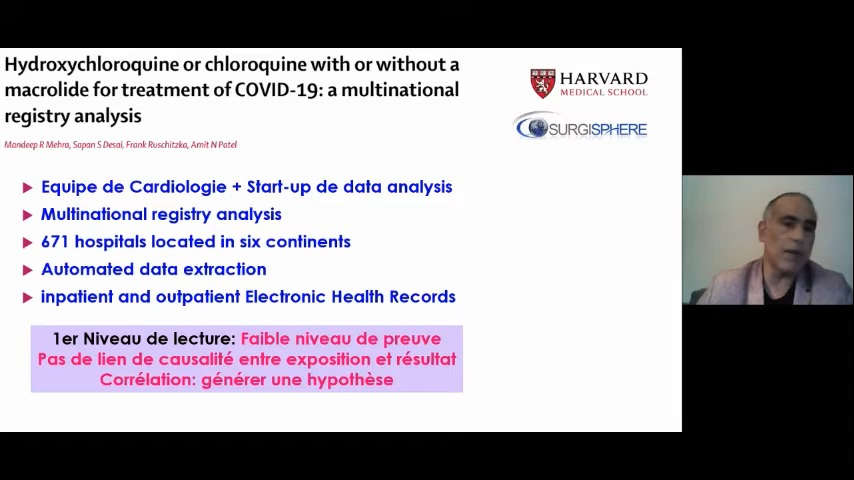 Hydroxychloroquine or chloroquine with or without a
macrolide for treatment of COVID-19: a multinational
registry analysis
Mandeep R Mehra, Sapan S Desai, Frank Ruschitzka, Amit N Patel
HARVARD
MEDICAL SCHOOL
SURGISPHERE
Equipe de Cardiologie + Start-up de data analysis
Multinational registry analysis
671 hospitals located in six continents
Automated data extraction
inpatient and outpatient Electronic Health Records
1er Niveau de lecture: Faible niveau de preuve
Pas de lien de causalité entre exposition et résultat
Corrélation: générer une hypothèse